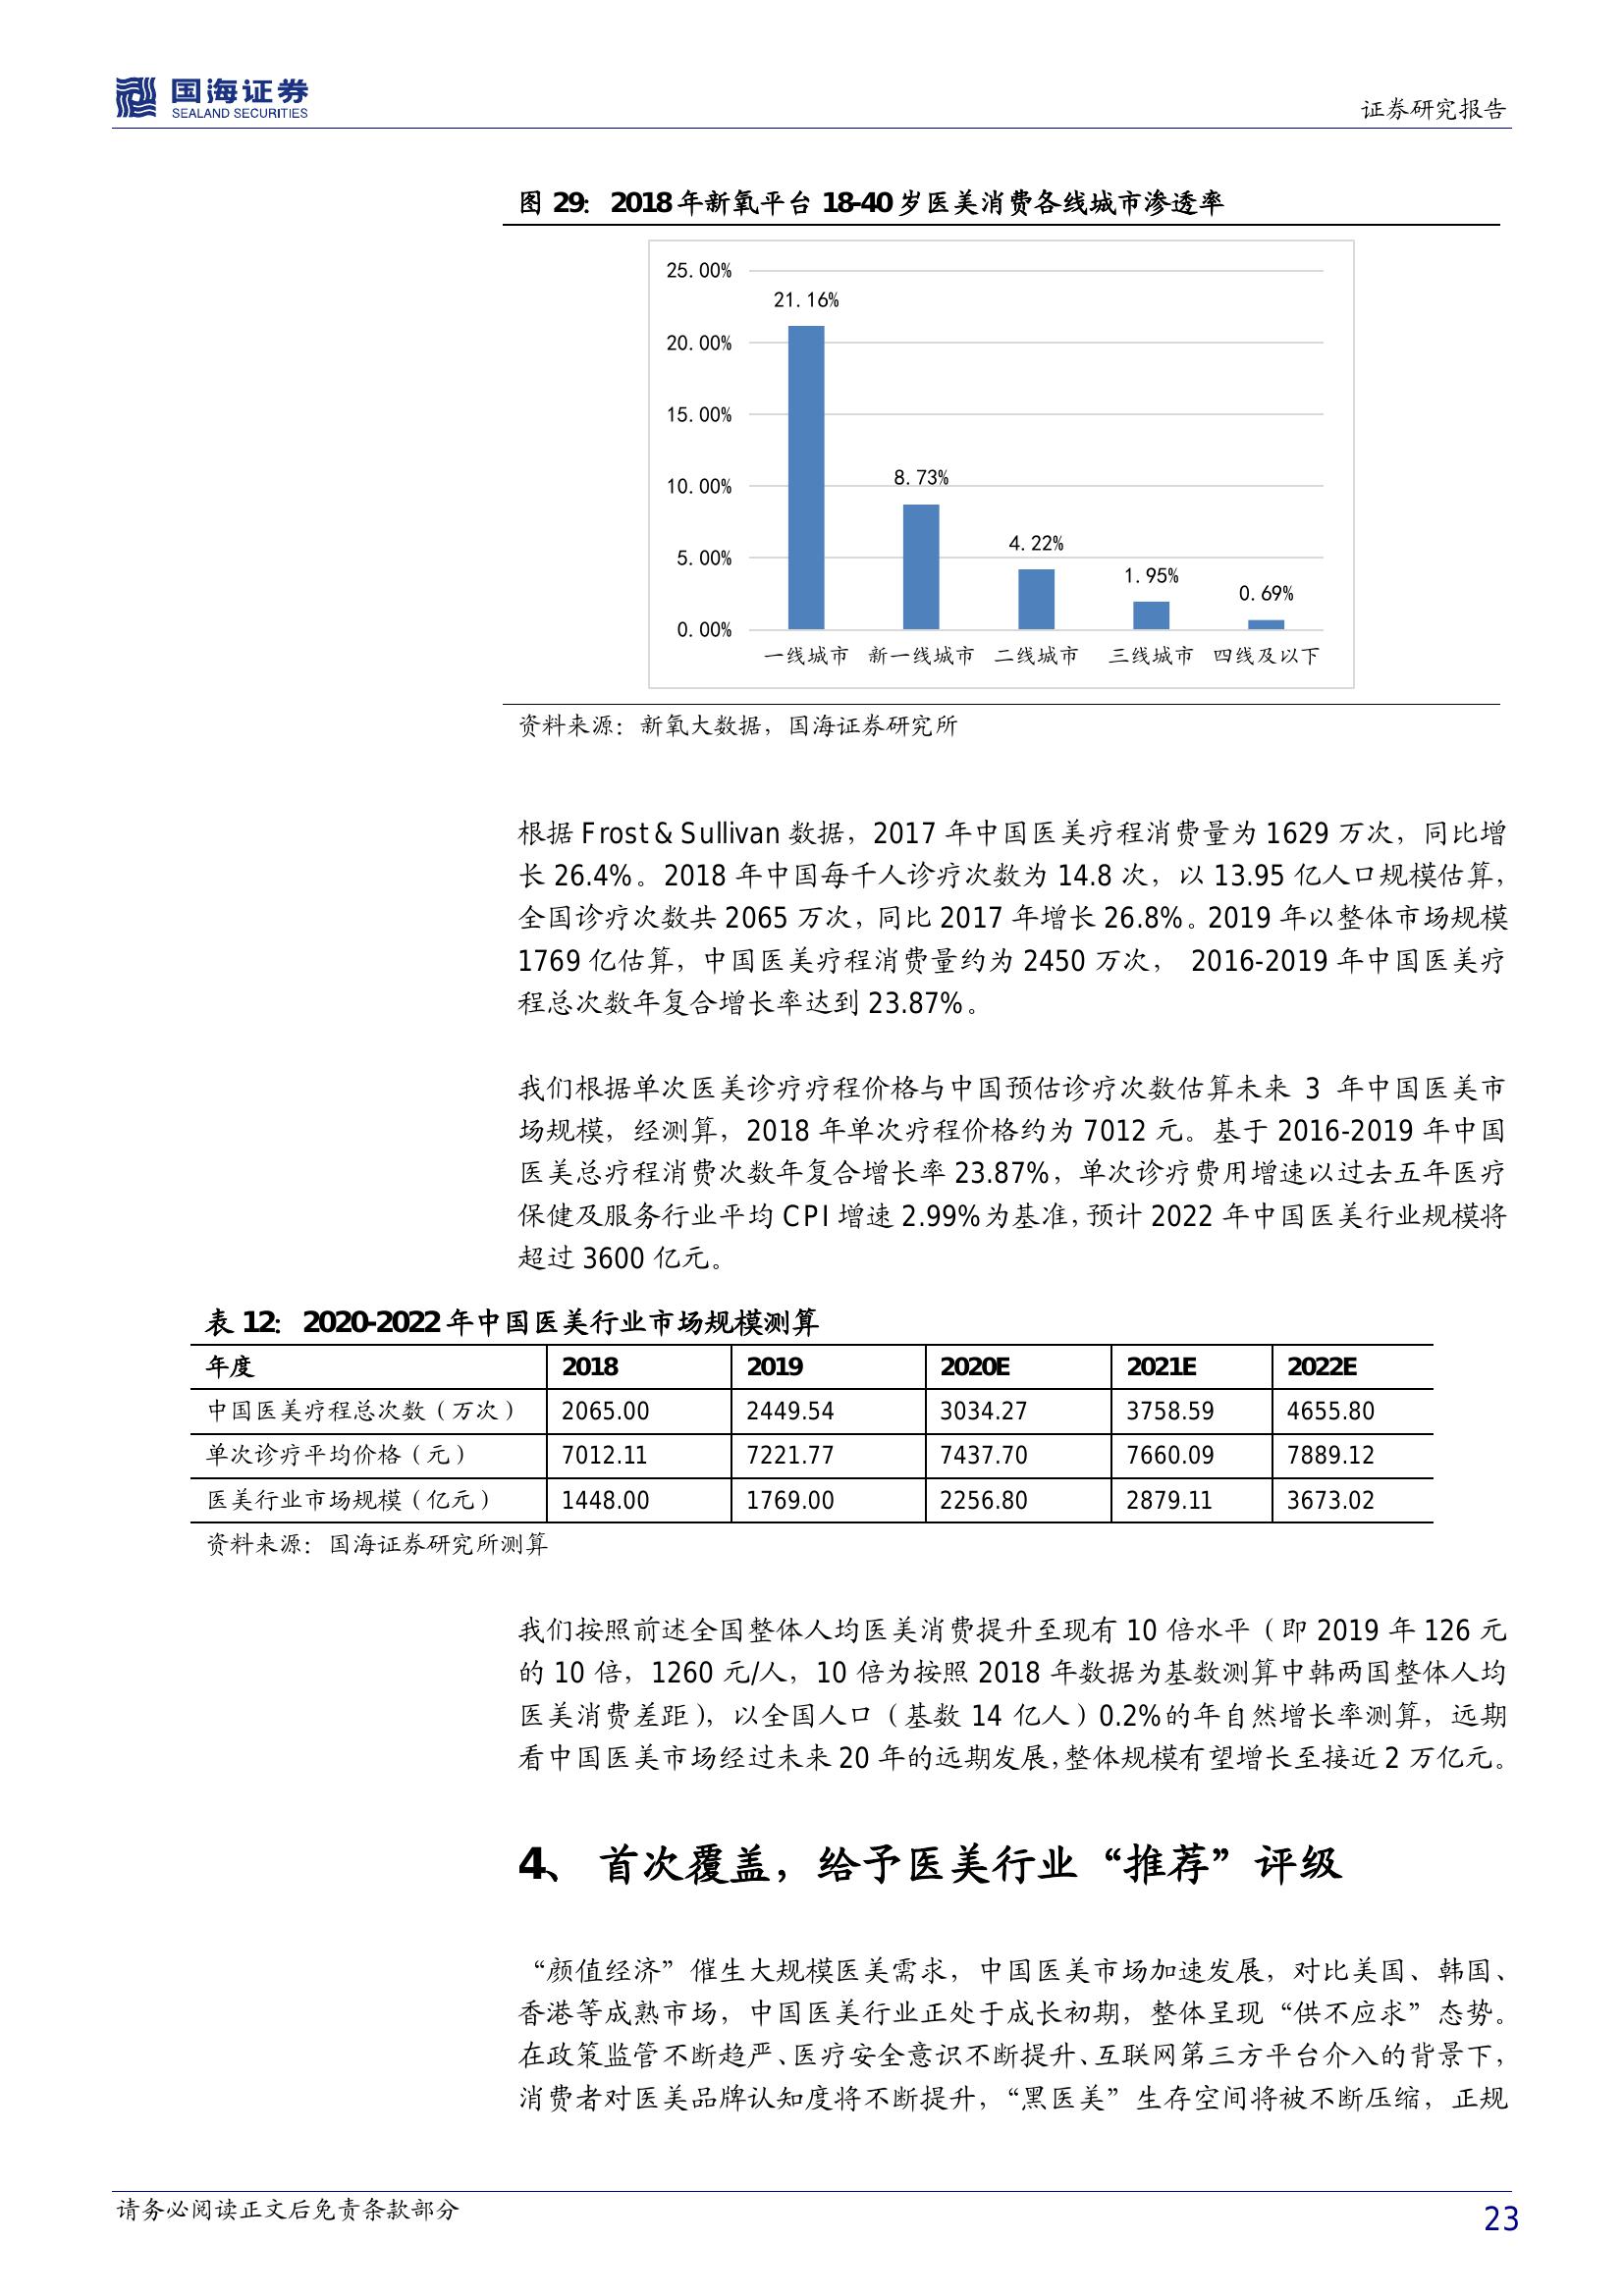 国海证券
SEALAND SECURITIES
证券研究报告
图 29：2018 年新氧平台 18-40 岁医美消费各线城市渗透率
25.00%
20.00%
15.00%
10.00%
5.00%
0.00%
21.16%
8.73%
4.22%
1.95%
0.69%
一线城市 新一线城市 二线城市 三线城市 四线及以下
资料来源：新氧大数据，国海证券研究所
根据 Frost & Sullivan 数据，2017 年中国医美疗程消费量为 1629 万次，同比增
长 26.4%。2018 年中国每千人诊疗次数为 14.8 次，以 13.95 亿人口规模估算，
全国诊疗次数共 2065 万次，同比 2017 年增长 26.8%。2019 年以整体市场规模
1769 亿估算，中国医美疗程消费量约为 2450 万次， 2016-2019 年中国医美疗
程总次数年复合增长率达到 23.87%。
我们根据单次医美诊疗疗程价格与中国预估诊疗次数估算未来 3 年中国医美市
场规模，经测算，2018 年单次疗程价格约为 7012 元。基于 2016-2019 年中国
医美总疗程消费次数年复合增长率 23.87%，单次诊疗费用增速以过去五年医疗
保健及服务行业平均 CPI 增速 2.99%为基准，预计 2022 年中国医美行业规模将
超过 3600 亿元。
表 12：2020-2022 年中国医美行业市场规模测算
年度 2018 2019 2020E 2021E 2022E
中国医美疗程总次数（万次） 2065.00 2449.54 3034.27 3758.59 4655.80
单次诊疗平均价格（元） 7012.11 7221.77 7437.70 7660.09 7889.12
医美行业市场规模（亿元） 1448.00 1769.00 2256.80 2879.11 3673.02
资料来源：国海证券研究所测算
我们按照前述全国整体人均医美消费提升至现有 10 倍水平（即 2019 年 126 元
的 10 倍，1260 元/人，10 倍为按照 2018 年数据为基数测算中韩两国整体人均
医美消费差距），以全国人口（基数 14 亿人）0.2%的年自然增长率测算，远期
看中国医美市场经过未来 20 年的远期发展，整体规模有望增长至接近 2 万亿元。
4、 首次覆盖，给予医美行业“推荐”评级
“颜值经济”催生大规模医美需求，中国医美市场加速发展，对比美国、韩国、
香港等成熟市场，中国医美行业正处于成长初期，整体呈现“供不应求”态势。
在政策监管不断趋严、医疗安全意识不断提升、互联网第三方平台介入的背景下，
消费者对医美品牌认知度将不断提升，“黑医美”生存空间将被不断压缩，正规
请务必阅读正文后免责条款部分
23